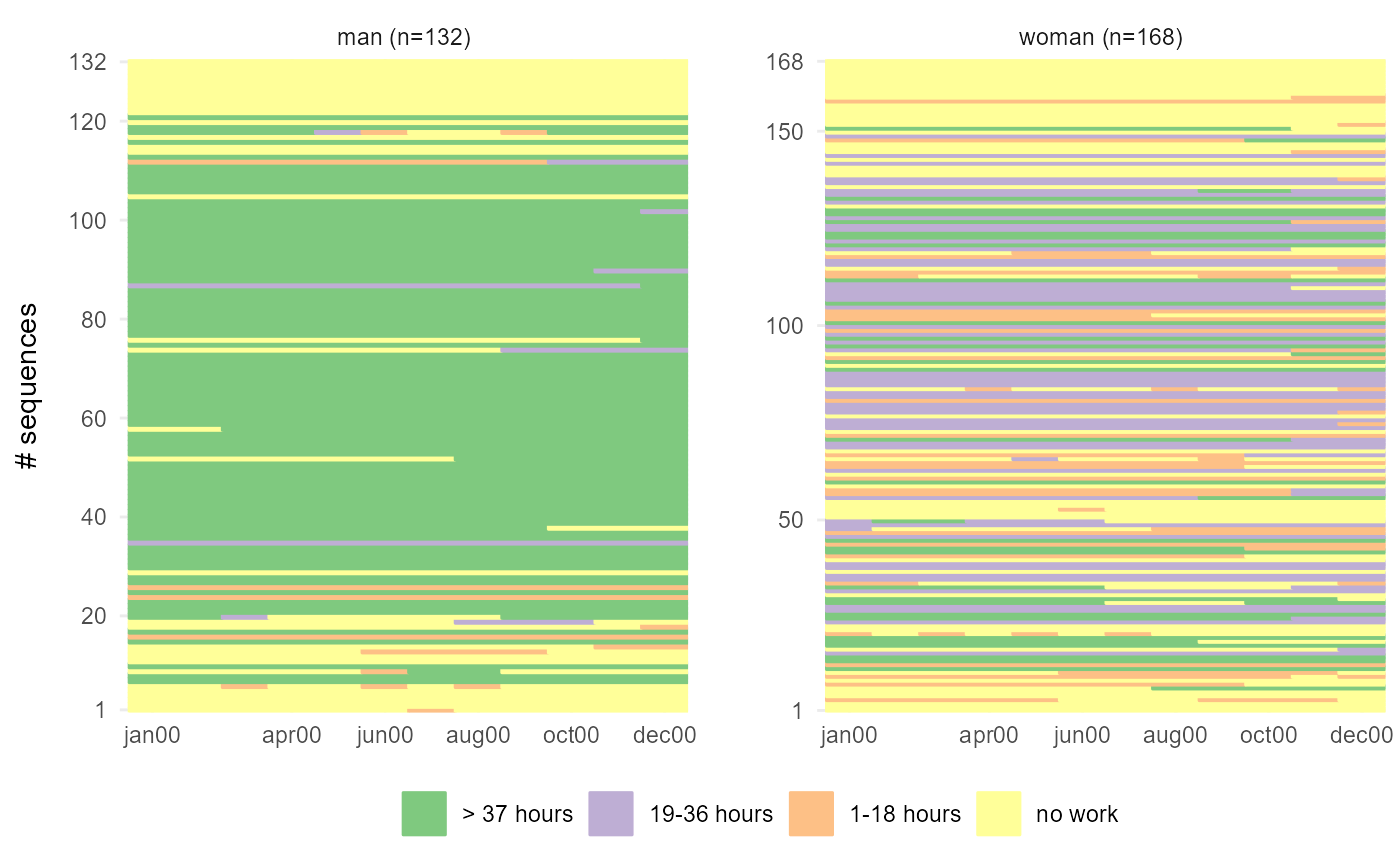 man (n=132)
woman (n=168)
# sequences
132
120
100
80
60
40
20
1
168
150
100
50
1
jan00 apr00 jun00 aug00 oct00 dec00
jan00 apr00 jun00 aug00 oct00 dec00
> 37 hours 19-36 hours 1-18 hours no work